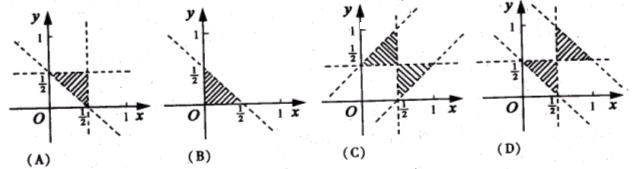 y y y y
1 1 1 1
1/2 1/2 1/2 1/2
O 1/2 1 x O 1/2 1 x O 1/2 1 x O 1/2 1 x
(A) (B) (C) (D)